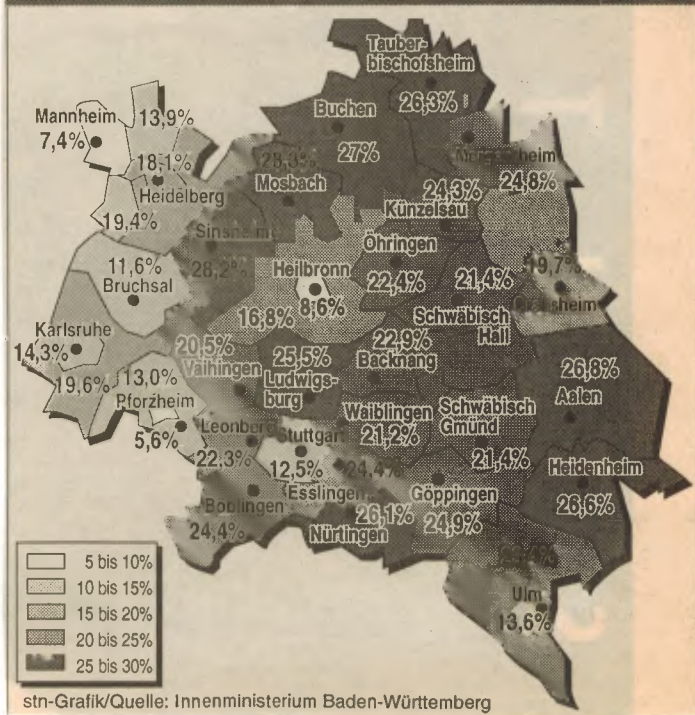 Tauber-
bischofsheim
26,3%
Mannheim
7,4%
13,9%
Buchen
27%
18,1%
Heidelberg
28,3%
Mosbach
24,8%
24,3%
Künzelsau
19,4%
Sinsheim
28,2%
Öhringen
22,4%
11,6%
Bruchsal
Heilbronn
8,6%
21,4%
Schwäbisch
Hall
19,7%
16,8%
Karlsruhe
14,3%
20,5%
Vaihingen
25,5%
Ludwigs-
burg
22,9%
Backnang
26,8%
Aalen
19,6%
13,0%
Pforzheim
5,6%
Waiblingen
21,2%
Schwäbisch
Gmünd
21,4%
Leonberg
22,3%
Stuttgart
12,5%
24,4%
Heidenheim
26,6%
Esslingen
Göppingen
24,9%
Böblingen
24,4%
26,1%
Nürtingen
Ulm
13,6%
5 bis 10%
10 bis 15%
15 bis 20%
20 bis 25%
25 bis 30%
stn-Grafik/Quelle: Innenministerium Baden-Württemberg